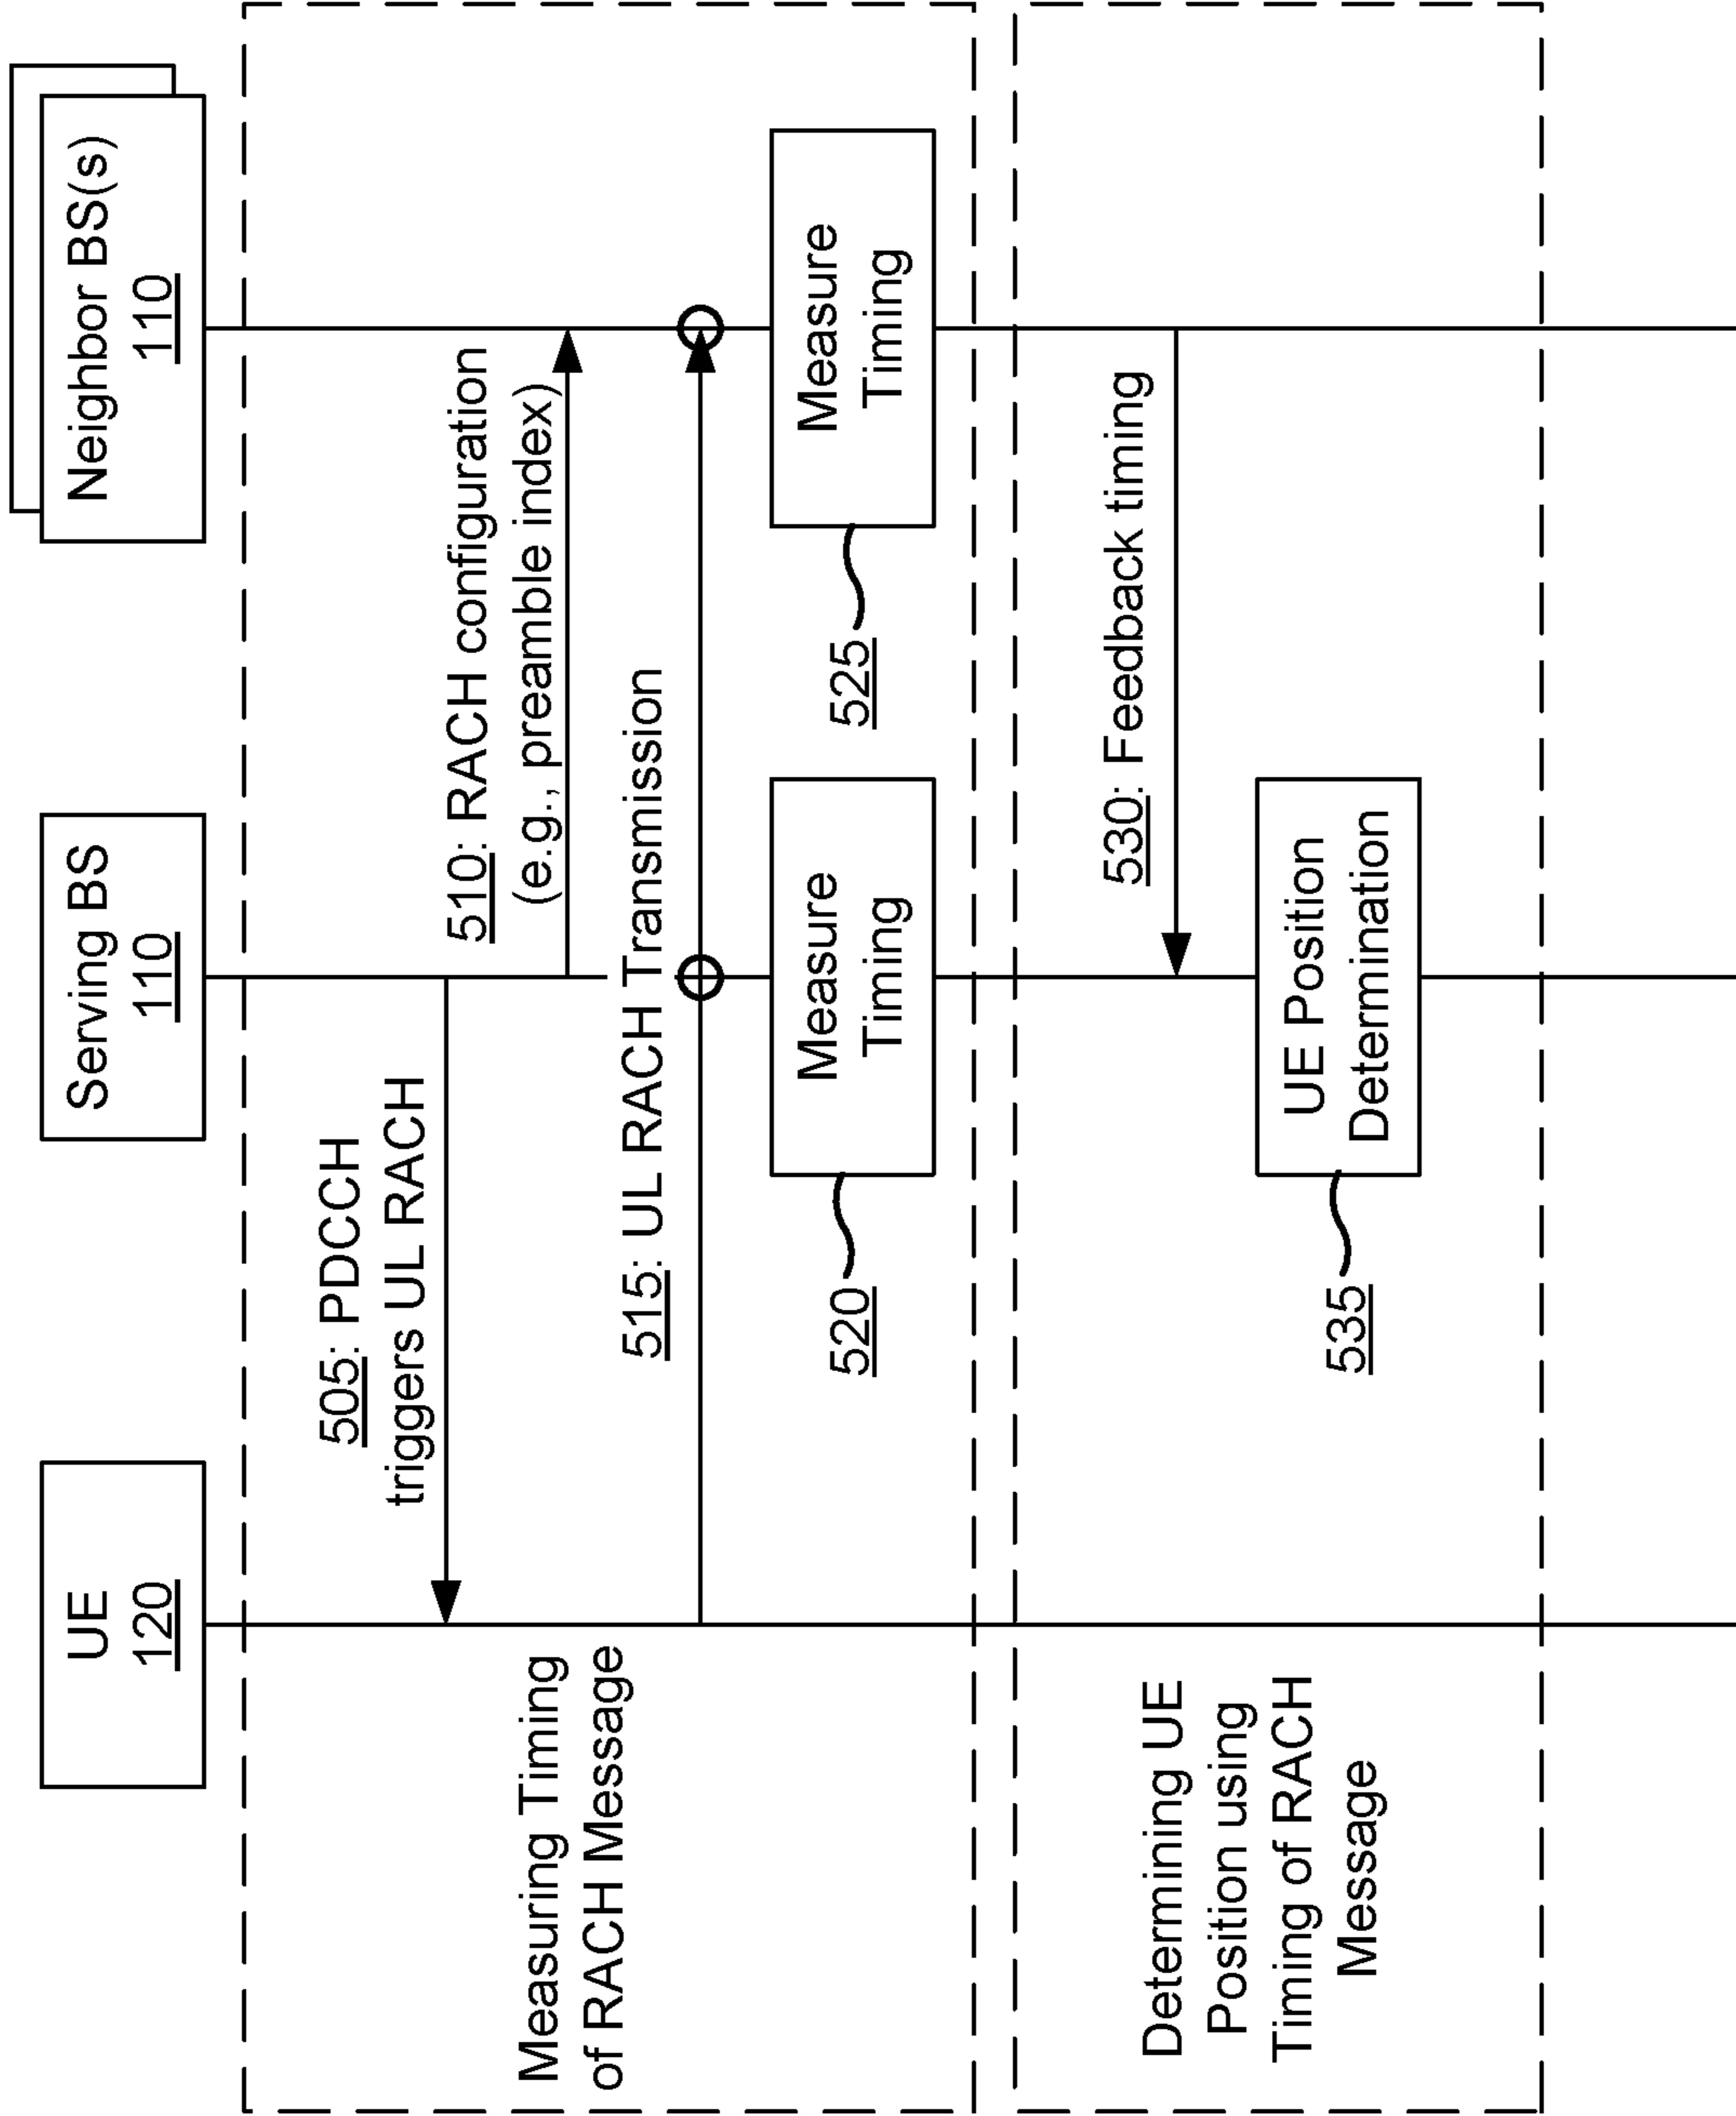 UE
120
Serving BS
110
Neighbor BS(s)
110
Measuring Timing
of RACH Message
505: PDCCH
triggers UL RACH
510: RACH configuration
(e.g., preamble index)
515: UL RACH Transmission
520
Measure
Timing
525
Measure
Timing
Determining UE
Position using
Timing of RACH
Message
530: Feedback timing
535
UE Position
Determination